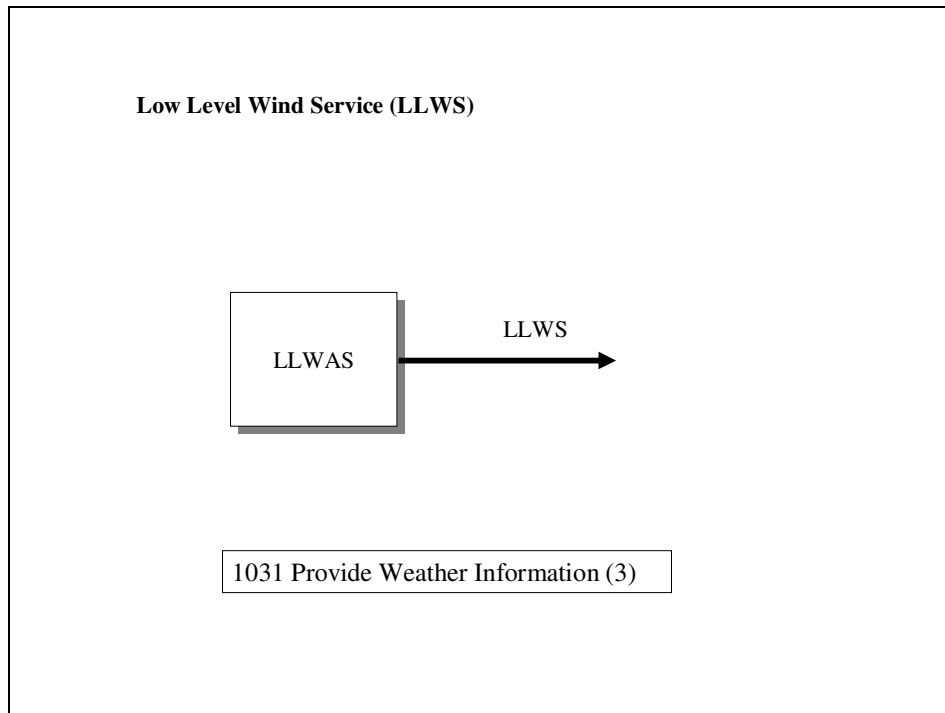 Low Level Wind Service (LLWS)
LLWS
LLWAS
1031 Provide Weather Information (3)